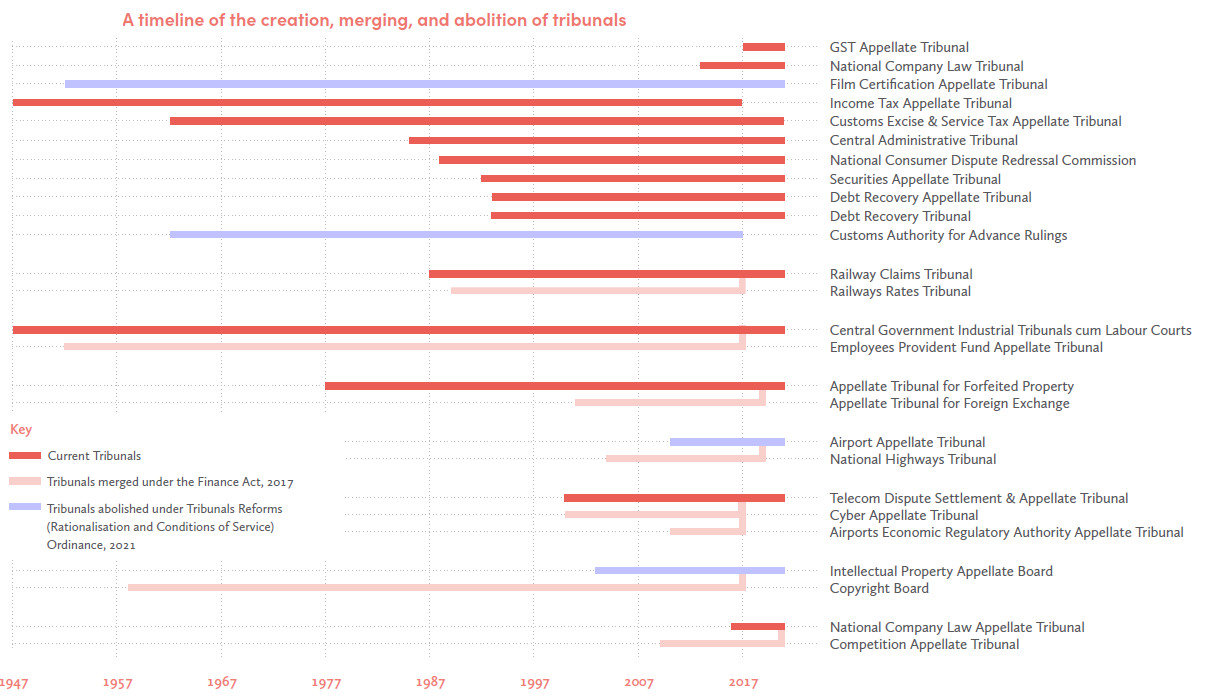 A timeline of the creation, merging, and abolition of tribunals
GST Appellate Tribunal
National Company Law Tribunal
Film Certification Appellate Tribunal
Income Tax Appellate Tribunal
Customs Excise & Service Tax Appellate Tribunal
Central Administrative Tribunal
National Consumer Dispute Redressal Commission
Securities Appellate Tribunal
Debt Recovery Appellate Tribunal
Debt Recovery Tribunal
Customs Authority for Advance Rulings
Railway Claims Tribunal
Railways Rates Tribunal
Central Government Industrial Tribunals cum Labour Courts
Employees Provident Fund Appellate Tribunal
Appellate Tribunal for Forfeited Property
Appellate Tribunal for Foreign Exchange
Airport Appellate Tribunal
National Highways Tribunal
Telecom Dispute Settlement & Appellate Tribunal
Cyber Appellate Tribunal
Airports Economic Regulatory Authority Appellate Tribunal
Intellectual Property Appellate Board
Copyright Board
National Company Law Appellate Tribunal
Competition Appellate Tribunal
Key
Current Tribunals
Tribunals merged under the Finance Act, 2017
Tribunals abolished under Tribunals Reforms
(Rationalisation and Conditions of Service)
Ordinance, 2021
1947 1957 1967 1977 1987 1997 2007 2017